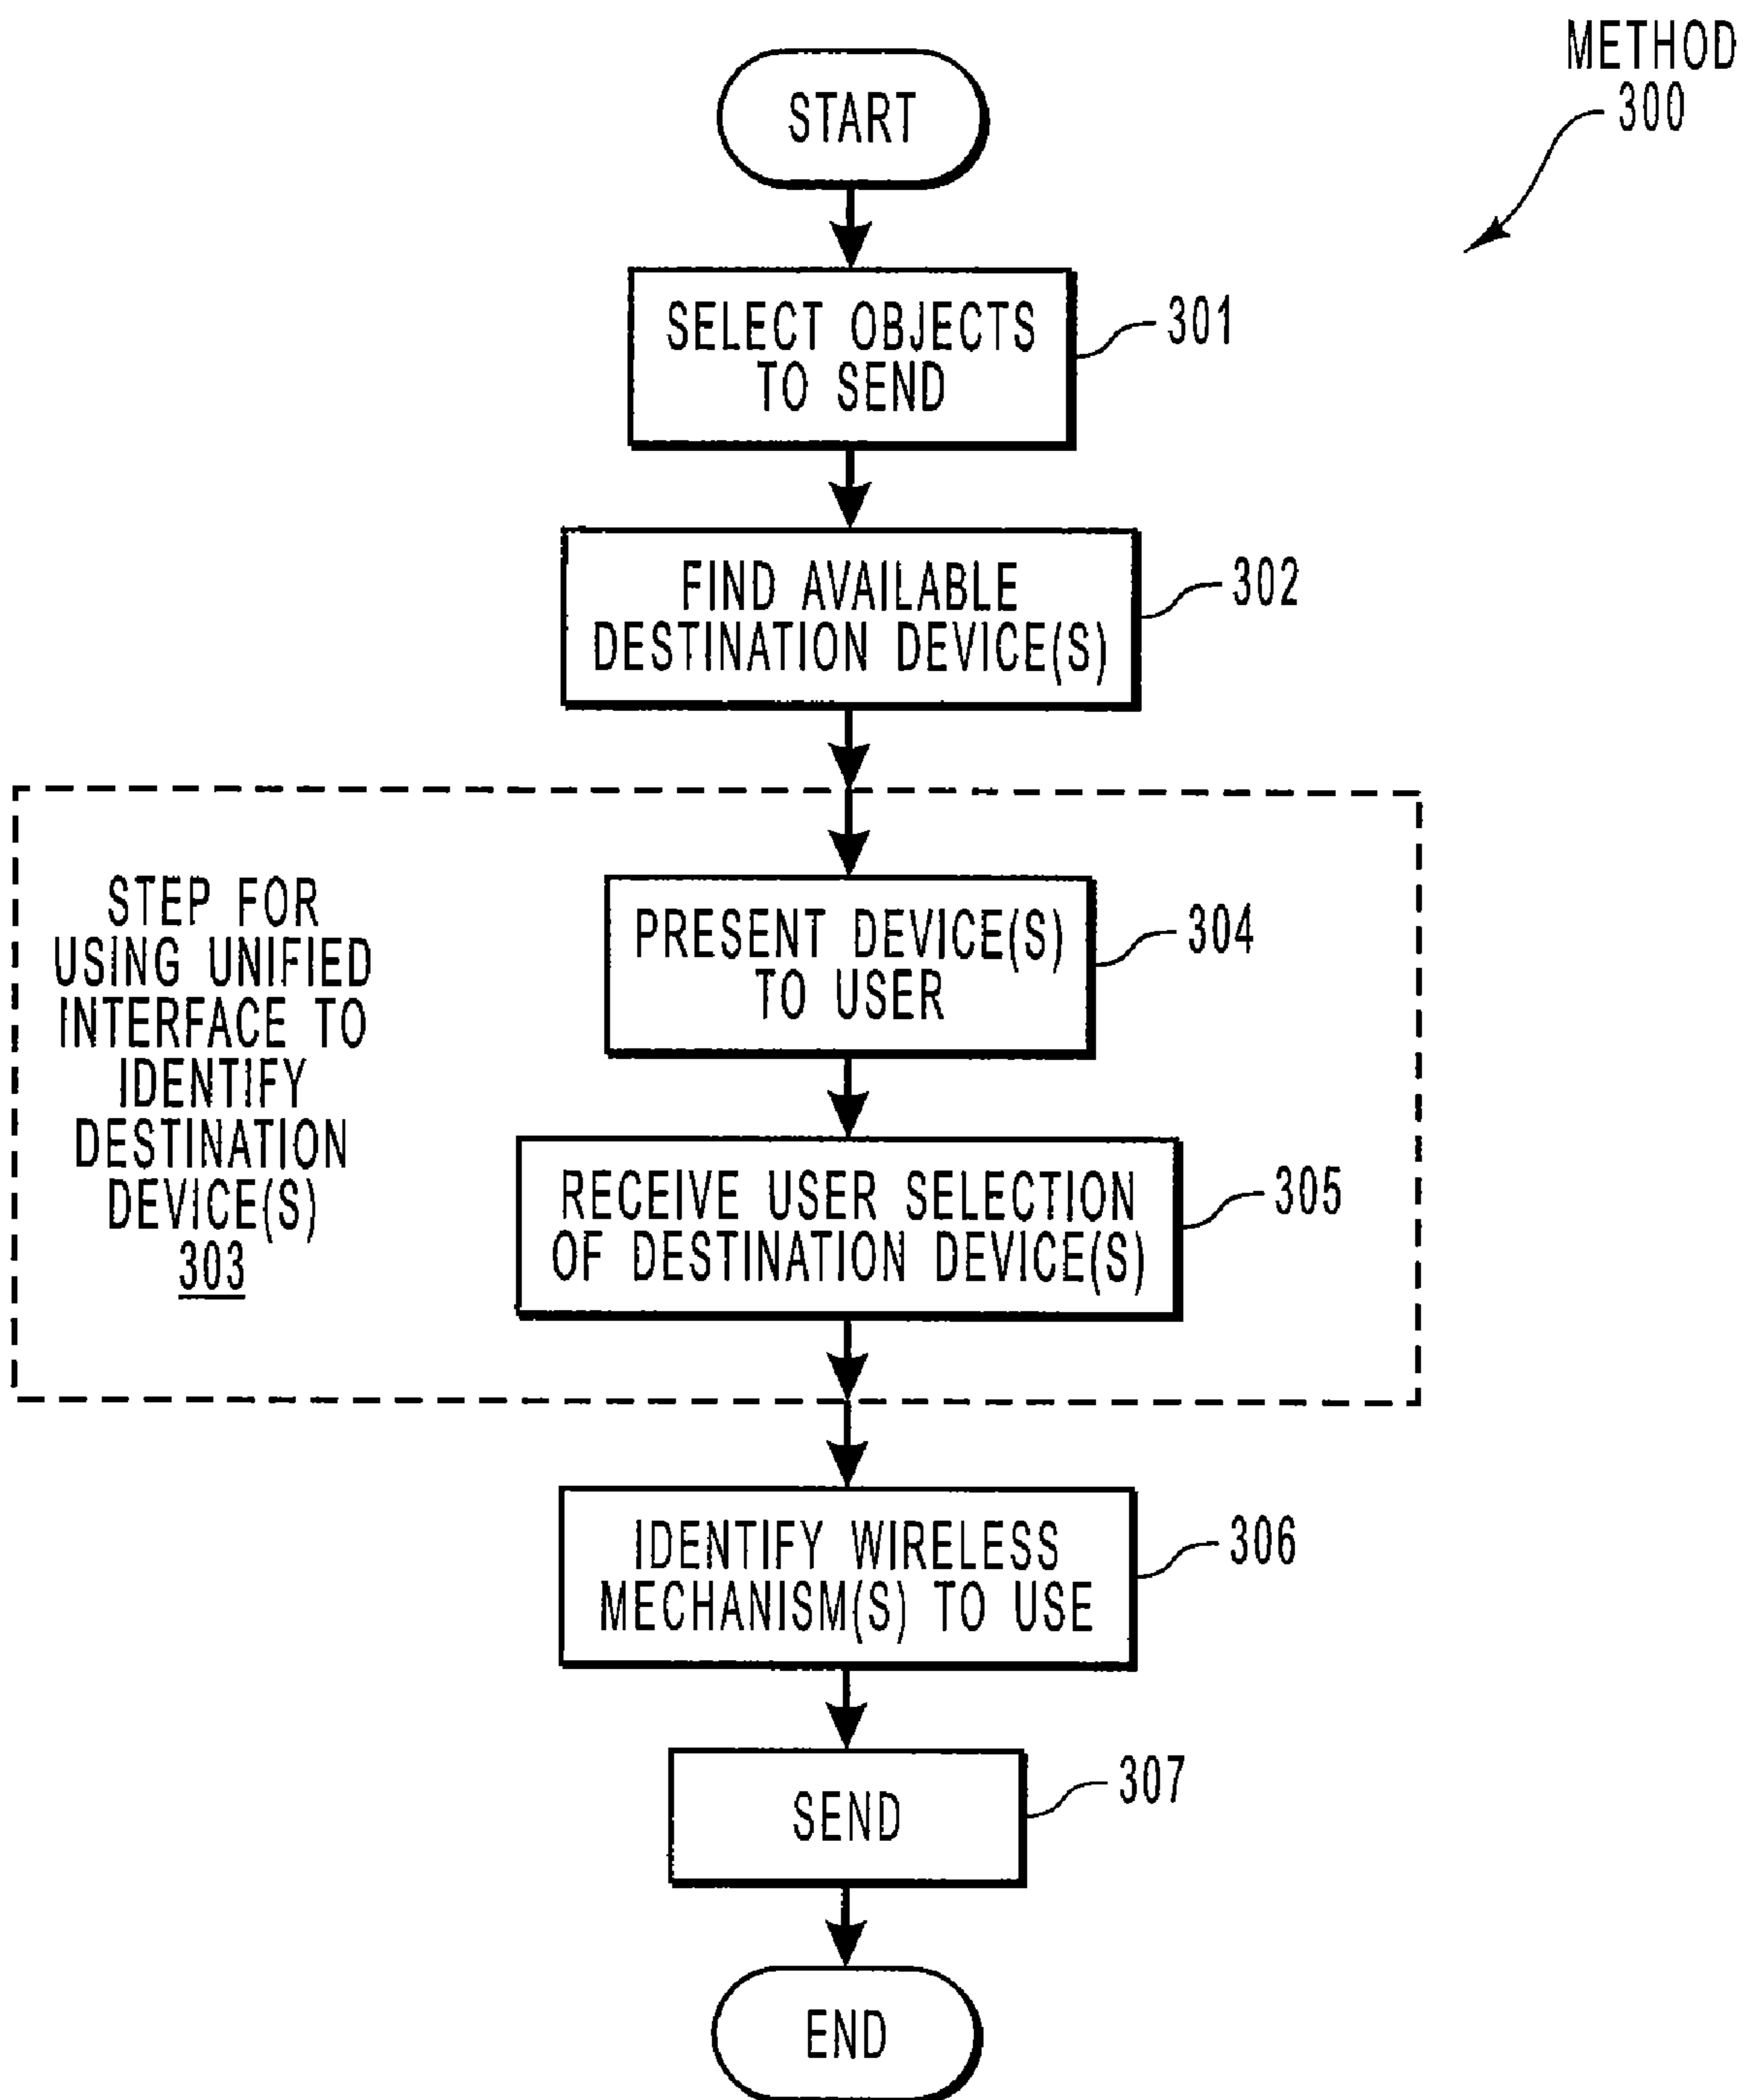 METHOD
300
START
SELECT OBJECTS
TO SEND
301
FIND AVAILABLE
DESTINATION DEVICE(S)
302
STEP FOR
USING UNIFIED
INTERFACE TO
IDENTIFY
DESTINATION
DEVICE(S)
303
PRESENT DEVICE(S)
TO USER
304
RECEIVE USER SELECTION
OF DESTINATION DEVICE(S)
305
IDENTIFY WIRELESS
MECHANISM(S) TO USE
306
SEND
307
END